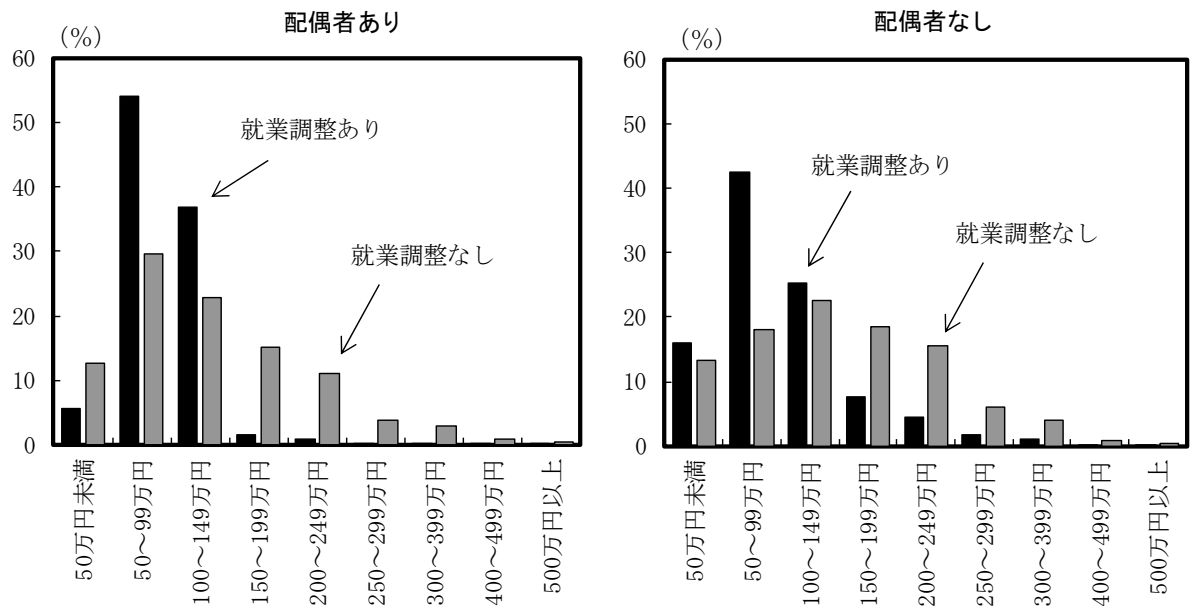 配偶者あり
(%)
60
50
40
30
20
10
0
就業調整あり
就業調整なし
50万円未満
50～99万円
100～149万円
150～199万円
200～249万円
250～299万円
300～399万円
400～499万円
500万円以上
配偶者なし
(%)
60
50
40
30
20
10
0
就業調整あり
就業調整なし
50万円未満
50～99万円
100～149万円
150～199万円
200～249万円
250～299万円
300～399万円
400～499万円
500万円以上